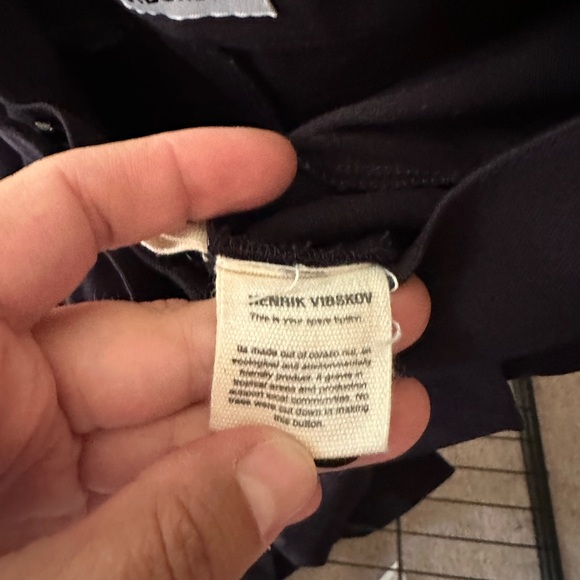 HENRIK VIBSKOV
This is your spare button.
Its made out of corozo nut, an
ecological and environmentally
friendly product. It grows in
tropical areas and production
support local communities. No
trees were cut down in making
this button.